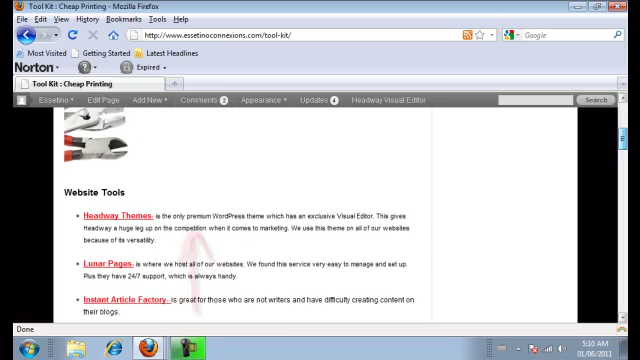 Tool Kit : Cheap Printing - Mozilla Firefox
File Edit View History Bookmarks Tools Help
http://www.essetinoconnexions.com/tool-kit/
Google
Most Visited Getting Started Latest Headlines
Norton Expired
Tool Kit : Cheap Printing
Essetino Edit Page Add New Comments 2 Appearance Updates 4 Headway Visual Editor Search
Website Tools
Headway Themes- is the only premium WordPress theme which has an exclusive Visual Editor. This gives
Headway a huge leg up on the competition when it comes to marketing. We use this theme on all of our websites
because of its versatility.
Lunar Pages- is where we host all of our websites. We found this service very easy to manage and set up.
Plus they have 24/7 support, which is always handy.
Instant Article Factory- is great for those who are not writers and have difficulty creating content on
their blogs.
Done
5:10 AM
01/06/2011